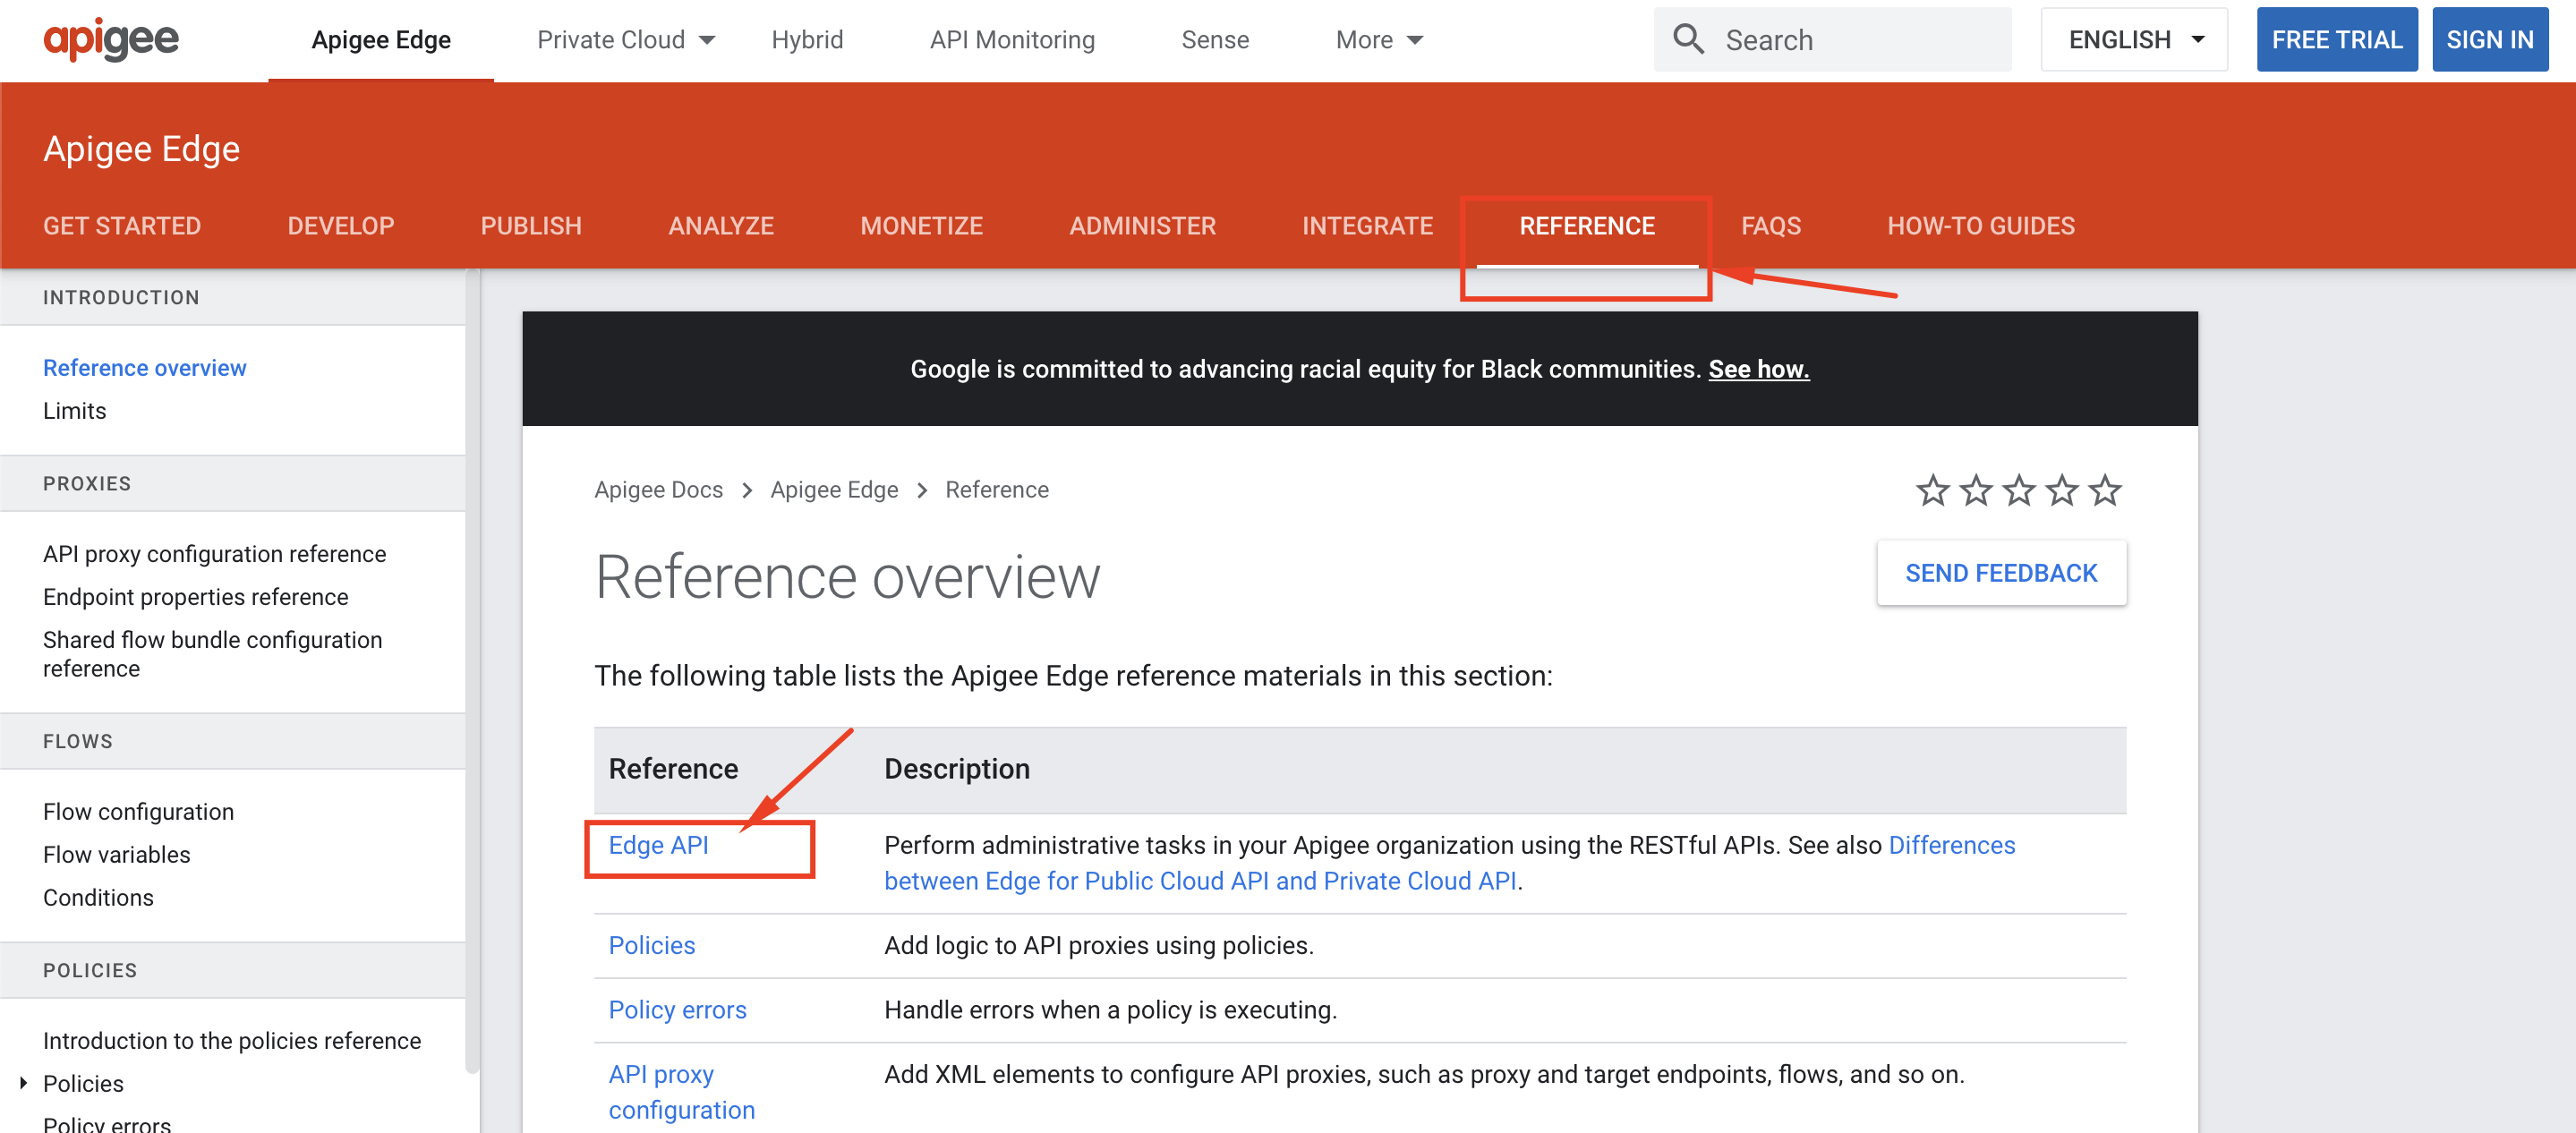 apigee
Apigee Edge
Private Cloud
Hybrid
API Monitoring
Sense
More
Search
ENGLISH
FREE TRIAL
SIGN IN
Apigee Edge
GET STARTED
DEVELOP
PUBLISH
ANALYZE
MONETIZE
ADMINISTER
INTEGRATE
REFERENCE
FAQS
HOW-TO GUIDES
INTRODUCTION
Reference overview
Limits
PROXIES
API proxy configuration reference
Endpoint properties reference
Shared flow bundle configuration
reference
FLOWS
Flow configuration
Flow variables
Conditions
POLICIES
Introduction to the policies reference
Policies
Policy errors
Google is committed to advancing racial equity for Black communities. See how.
Apigee Docs > Apigee Edge > Reference
Reference overview
SEND FEEDBACK
The following table lists the Apigee Edge reference materials in this section:
Reference
Description
Edge API
Perform administrative tasks in your Apigee organization using the RESTful APIs. See also Differences
between Edge for Public Cloud API and Private Cloud API.
Policies
Add logic to API proxies using policies.
Policy errors
Handle errors when a policy is executing.
API proxy
configuration
Add XML elements to configure API proxies, such as proxy and target endpoints, flows, and so on.